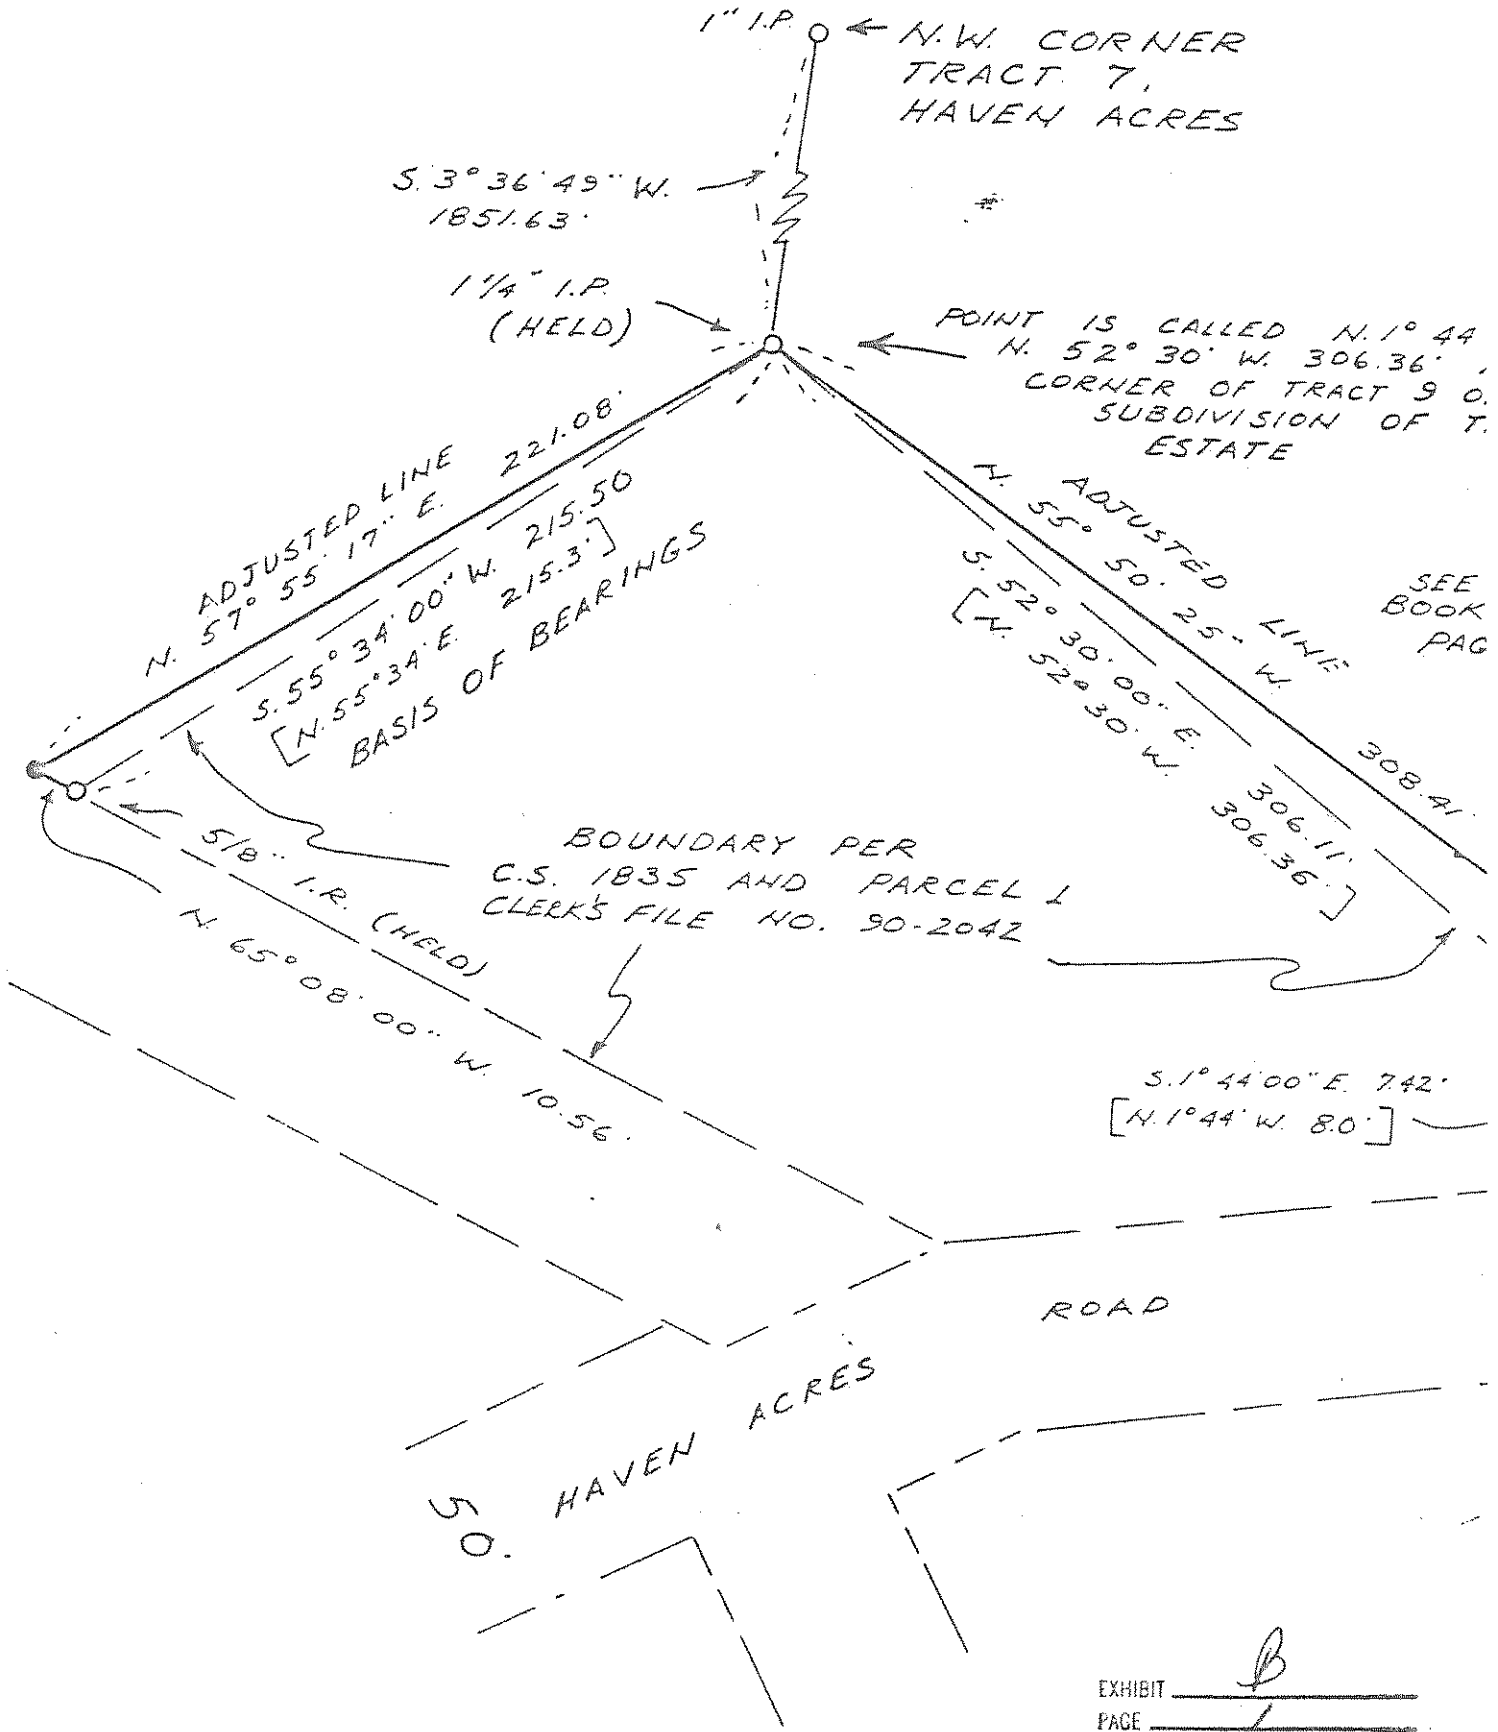 1" I.P.
N.W. CORNER
TRACT 7,
HAVEN ACRES
S. 3° 36' 49" W.
1851.63'
1 1/4" I.P.
(HELD)
POINT IS CALLED N. 1° 44
N. 52° 30' W. 306.36'
CORNER OF TRACT 9 O
SUBDIVISION OF T
ESTATE
ADJUSTED LINE
N. 57° 55' 17" E. 221.08'
S. 55° 34' 00" W. 215.50
[N. 55° 34' E. 215.3']
BASIS OF BEARINGS
ADJUSTED LINE
N. 55° 50' 25" W. 308.41'
S. 52° 30' 00" E. 306.11'
[N. 52° 30' W. 306.36']
SEE
BOOK
PAG
5/8" I.R. (HELD)
N. 65° 08' 00" W. 10.56'
BOUNDARY PER
C.S. 1835 AND PARCEL 1
CLERK'S FILE NO. 90-2042
S. 1° 44' 00" E. 7.42'
[N. 1° 44' W. 8.0']
HAVEN ACRES ROAD
50'
EXHIBIT B
PAGE 1